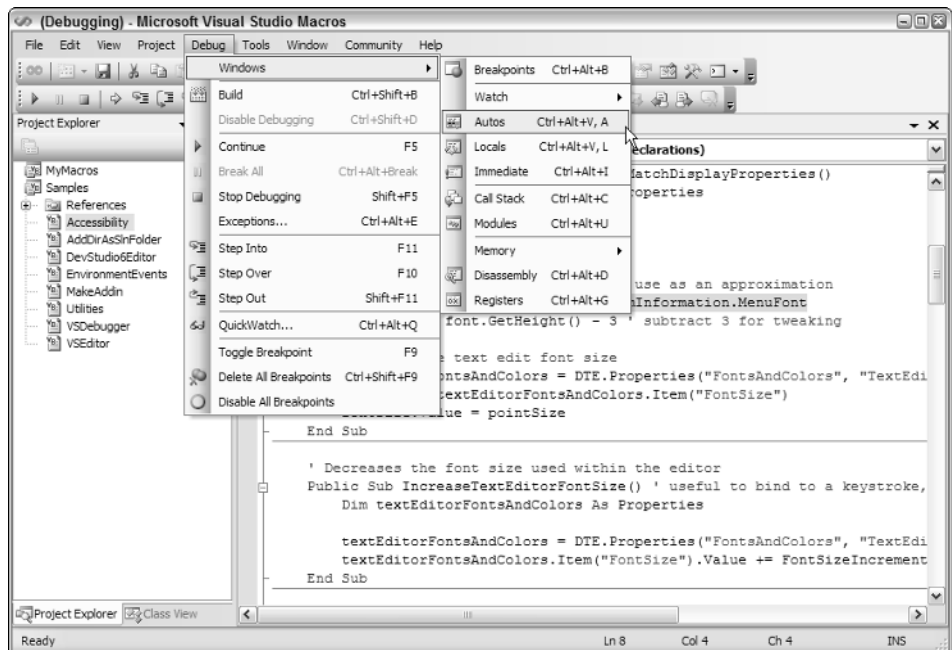 (Debugging) - Microsoft Visual Studio Macros
File Edit View Project Debug Tools Window Community Help
Windows
Build Ctrl+Shift+B
Disable Debugging Ctrl+Shift+D
Continue F5
Break All Ctrl+Alt+Break
Stop Debugging Shift+F5
Exceptions... Ctrl+Alt+E
Step Into F11
Step Over F10
Step Out Shift+F11
QuickWatch... Ctrl+Alt+Q
Toggle Breakpoint F9
Delete All Breakpoints Ctrl+Shift+F9
Disable All Breakpoints
Breakpoints Ctrl+Alt+B
Watch
Autos Ctrl+Alt+V, A
Locals Ctrl+Alt+V, L
Immediate Ctrl+Alt+I
Call Stack Ctrl+Alt+C
Modules Ctrl+Alt+U
Memory
Disassembly Ctrl+Alt+D
Registers Ctrl+Alt+G
Project Explorer
MyMacros
Samples
References
Accessibility
AddDirAsSlnFolder
DevStudio6Editor
EnvironmentEvents
MakeAddin
Utilities
VSDebugger
VSEditor
Project Explorer Class View
eclarations)
atchDisplayProperties()
operties
use as an approximation
mInformation.MenuFont
font.GetHeight() - 3 ' subtract 3 for tweaking
e text edit font size
ontsAndColors = DTE.Properties("FontsAndColors", "TextEdi
extEditorFontsAndColors.Item("FontSize")
= pointSize
End Sub
' Decreases the font size used within the editor
Public Sub IncreaseTextEditorFontSize() ' useful to bind to a keystroke,
Dim textEditorFontsAndColors As Properties
textEditorFontsAndColors = DTE.Properties("FontsAndColors", "TextEdi
textEditorFontsAndColors.Item("FontSize").Value += FontSizeIncrement
End Sub
Ready Ln 8 Col 4 Ch 4 INS